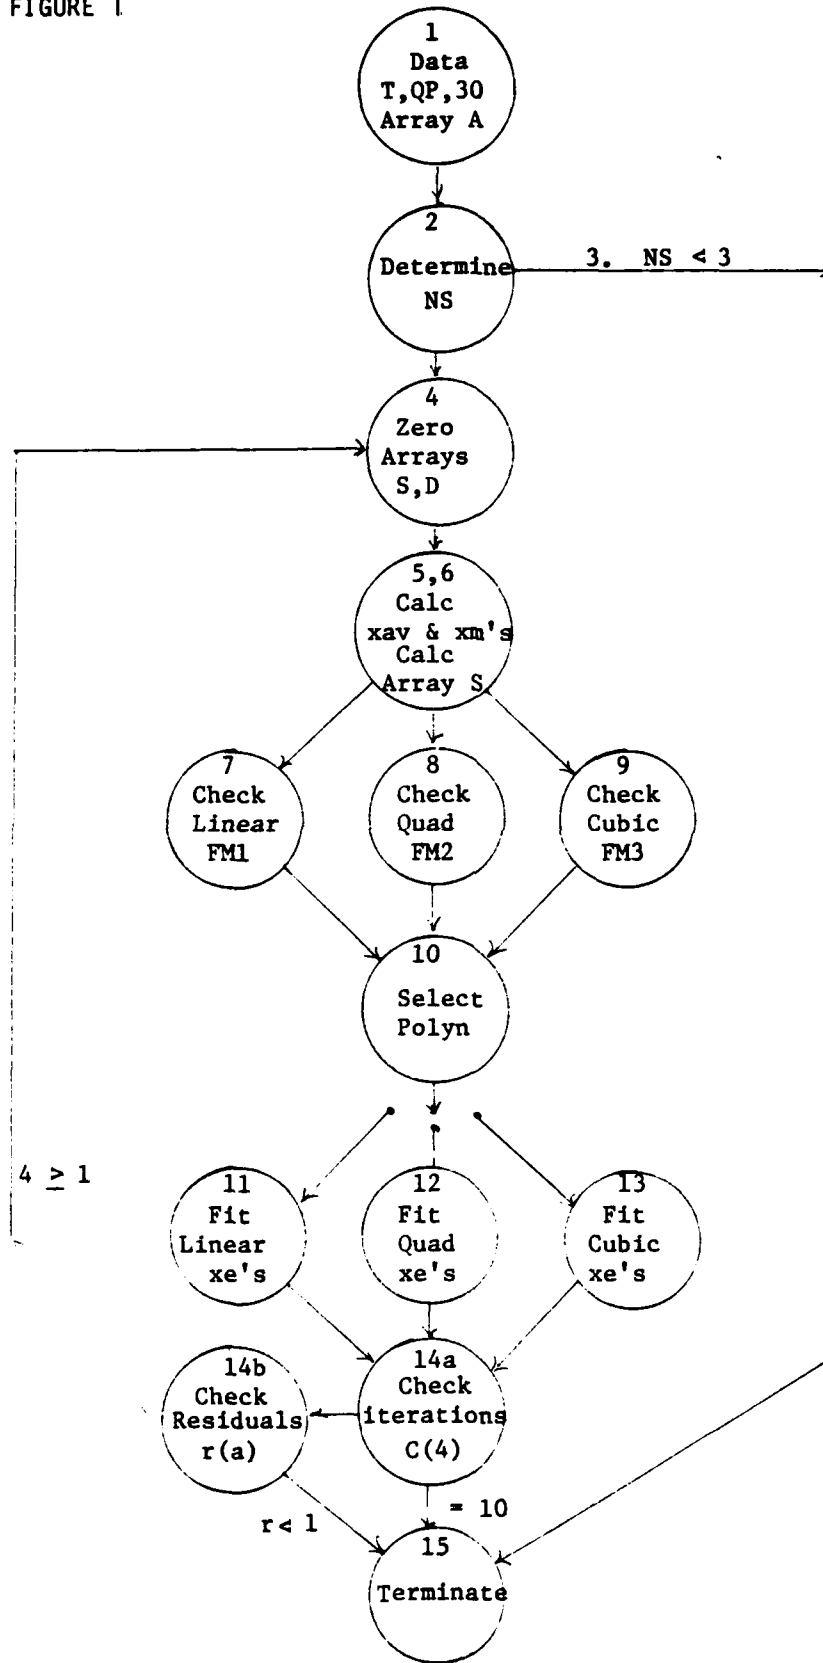 FIGURE 1
1
Data
T,QP,30
Array A
2
Determine
NS
3. NS < 3
4
Zero
Arrays
S,D
5,6
Calc
xav & xm's
Calc
Array S
7
Check
Linear
FM1
8
Check
Quad
FM2
9
Check
Cubic
FM3
10
Select
Polyn
4 ≥ 1
11
Fit
Linear
xe's
12
Fit
Quad
xe's
13
Fit
Cubic
xe's
14b
Check
Residuals
r(a)
14a
Check
iterations
C(4)
r< 1
= 10
15
Terminate